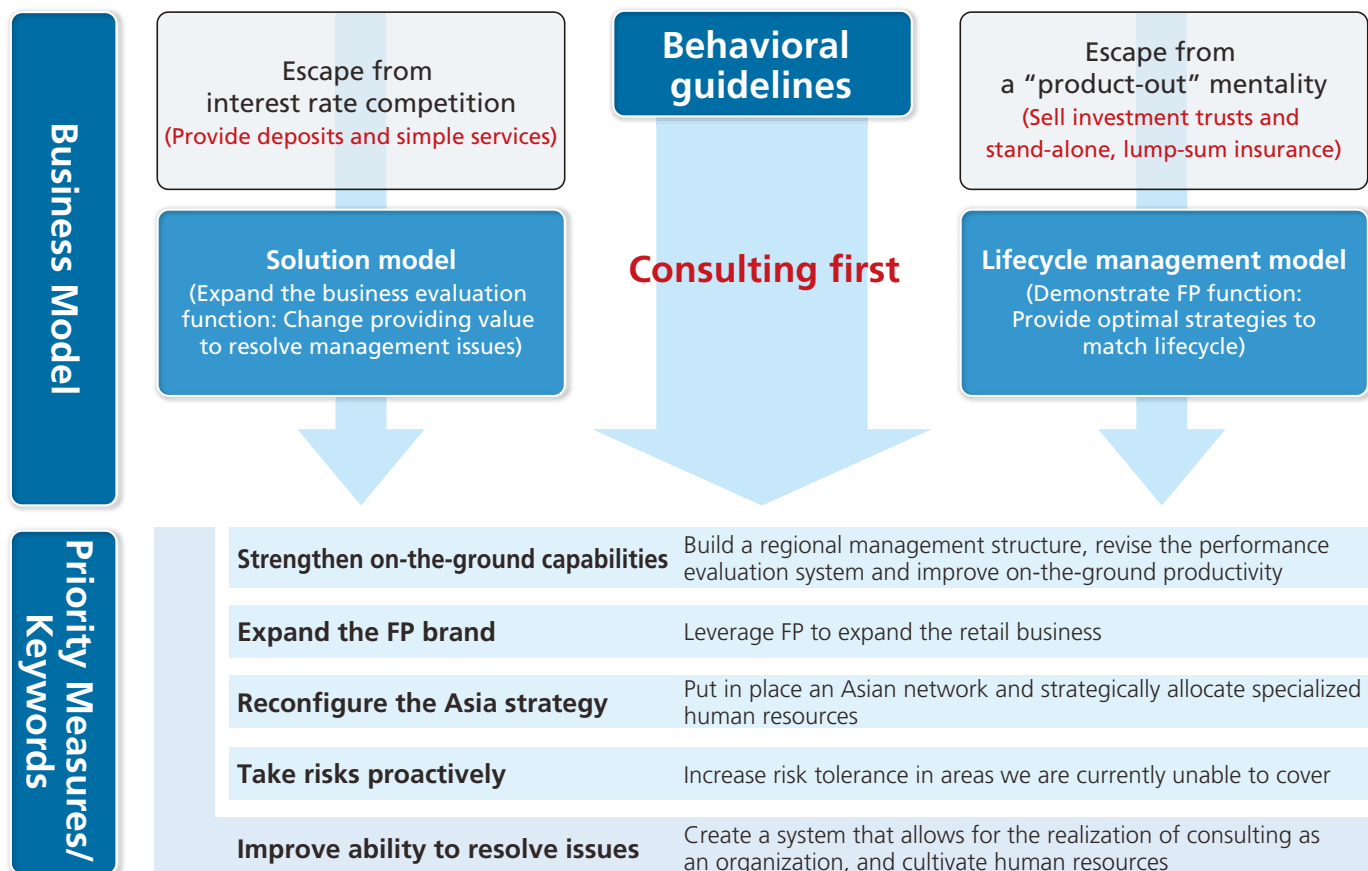 Business Model
Escape from
interest rate competition
(Provide deposits and simple services)
Behavioral
guidelines
Escape from
a “product-out” mentality
(Sell investment trusts and
stand-alone, lump-sum insurance)
Solution model
(Expand the business evaluation
function: Change providing value
to resolve management issues)
Consulting first
Lifecycle management model
(Demonstrate FP function:
Provide optimal strategies to
match lifecycle)
Priority Measures/
Keywords
Strengthen on-the-ground capabilities
Build a regional management structure, revise the performance
evaluation system and improve on-the-ground productivity
Expand the FP brand
Leverage FP to expand the retail business
Reconfigure the Asia strategy
Put in place an Asian network and strategically allocate specialized
human resources
Take risks proactively
Increase risk tolerance in areas we are currently unable to cover
Improve ability to resolve issues
Create a system that allows for the realization of consulting as
an organization, and cultivate human resources